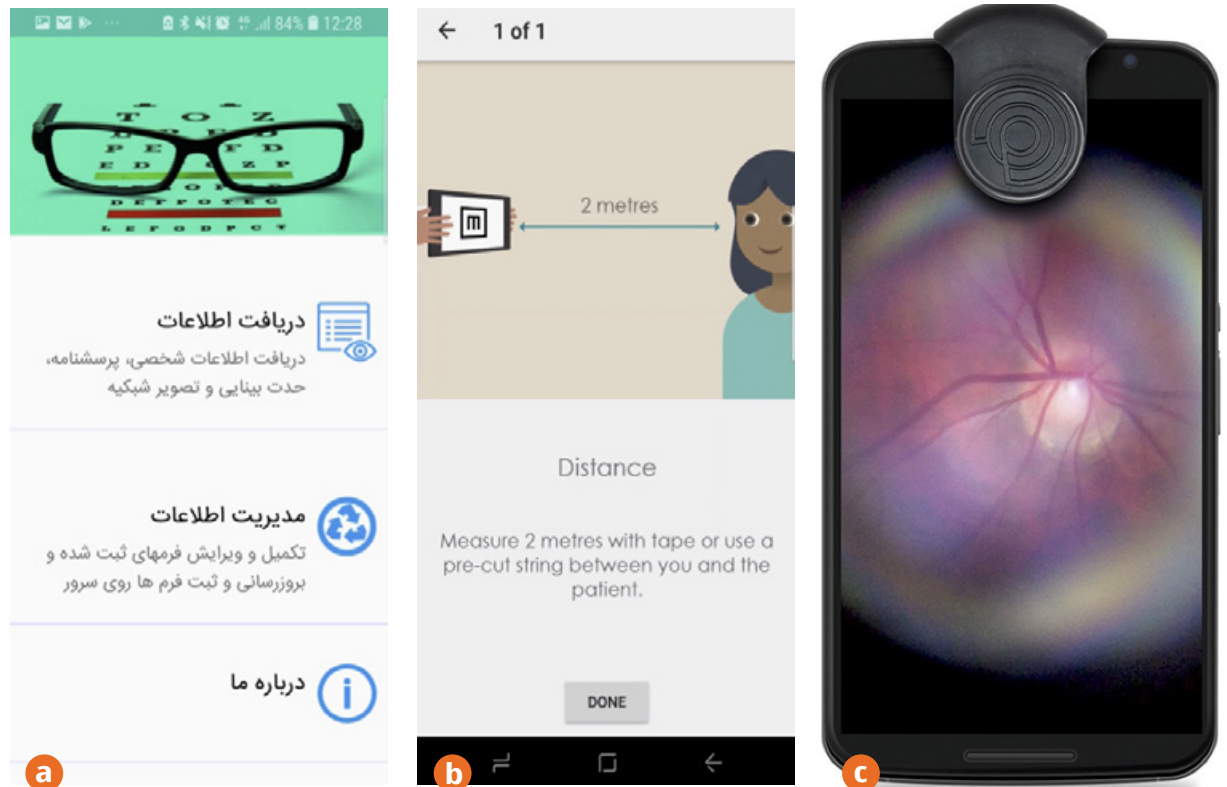 84% 12:28
T O Z
P E F D
E D O Z P
D E F P O T E C
L E F O D P C T
دریافت اطلاعات
دریافت اطلاعات شخصی، پرسشنامه،
حدت بینایی و تصویر شبکیه
مدیریت اطلاعات
تکمیل و ویرایش فرمهای ثبت شده و
بروزرسانی و ثبت فرم ها روی سرور
درباره ما
a
1 of 1
2 metres
m
Distance
Measure 2 metres with tape or use a
pre-cut string between you and the
patient.
DONE
b
c